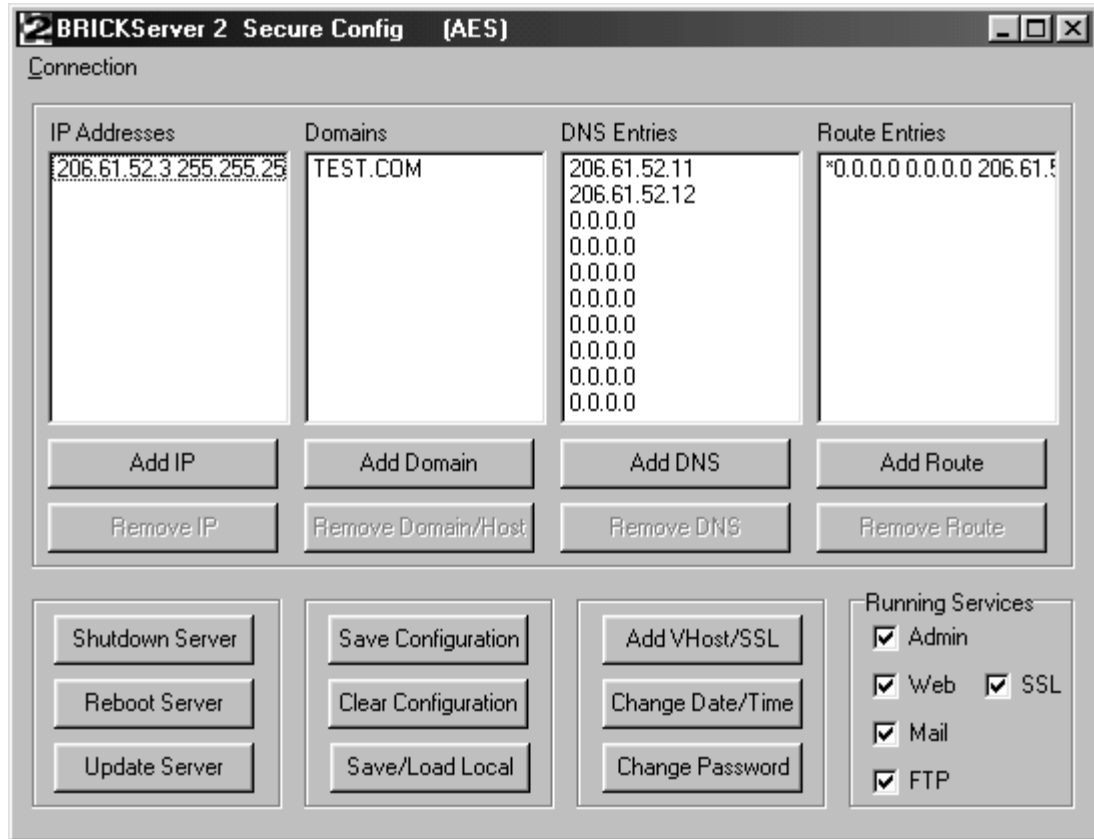 BRICKServer 2 Secure Config (AES)
Connection
IP Addresses
206.61.52.3 255.255.25
Domains
TEST.COM
DNS Entries
206.61.52.11
206.61.52.12
0.0.0.0
0.0.0.0
0.0.0.0
0.0.0.0
0.0.0.0
0.0.0.0
0.0.0.0
0.0.0.0
Route Entries
*0.0.0.0 0.0.0.0 206.61.5
Add IP
Add Domain
Add DNS
Add Route
Remove IP
Remove Domain/Host
Remove DNS
Remove Route
Shutdown Server
Reboot Server
Update Server
Save Configuration
Clear Configuration
Save/Load Local
Add VHost/SSL
Change Date/Time
Change Password
Running Services
Admin
Web SSL
Mail
FTP